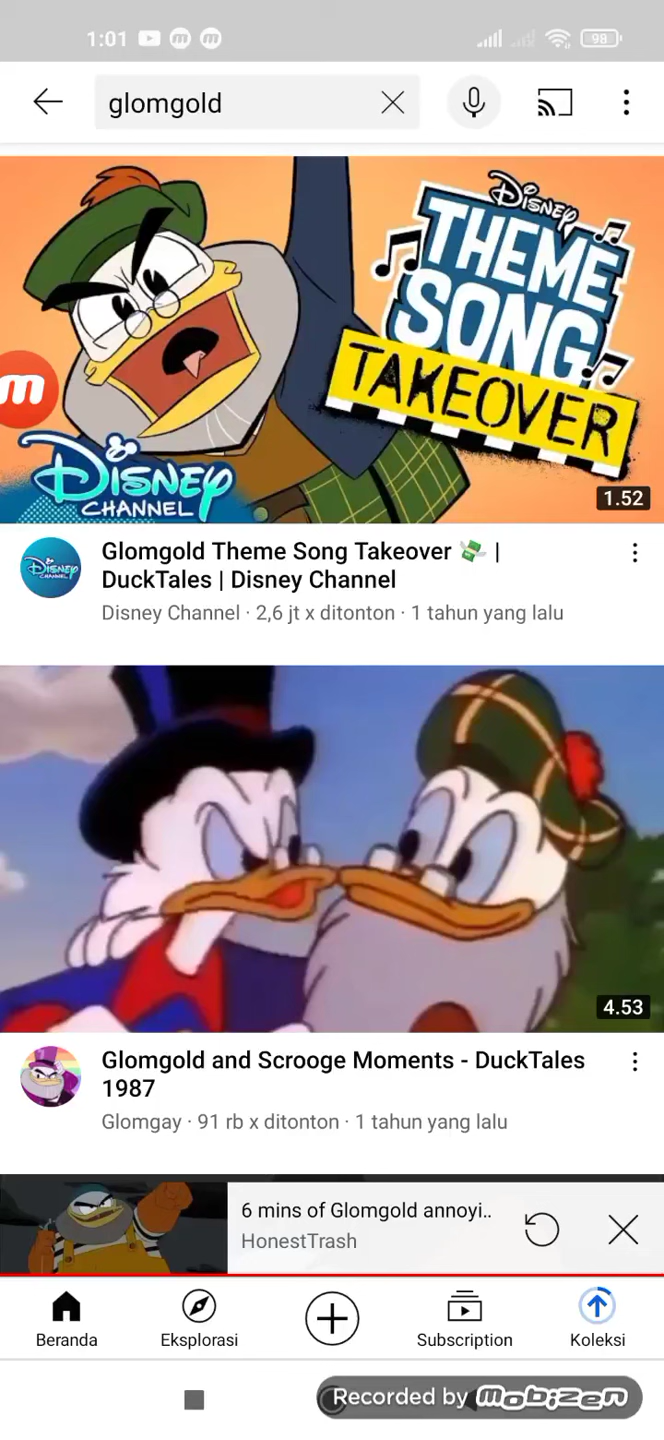 1:01
98
glomgold
Disney
THEME
SONG
TAKEOVER
m
Disney
CHANNEL
1.52
Glomgold Theme Song Takeover 💸 |
DuckTales | Disney Channel
Disney Channel · 2,6 jt x ditonton · 1 tahun yang lalu
4.53
Glomgold and Scrooge Moments - DuckTales
1987
Glomgay · 91 rb x ditonton · 1 tahun yang lalu
6 mins of Glomgold annoyi..
HonestTrash
Beranda
Eksplorasi
Subscription
Koleksi
Recorded by mobizen